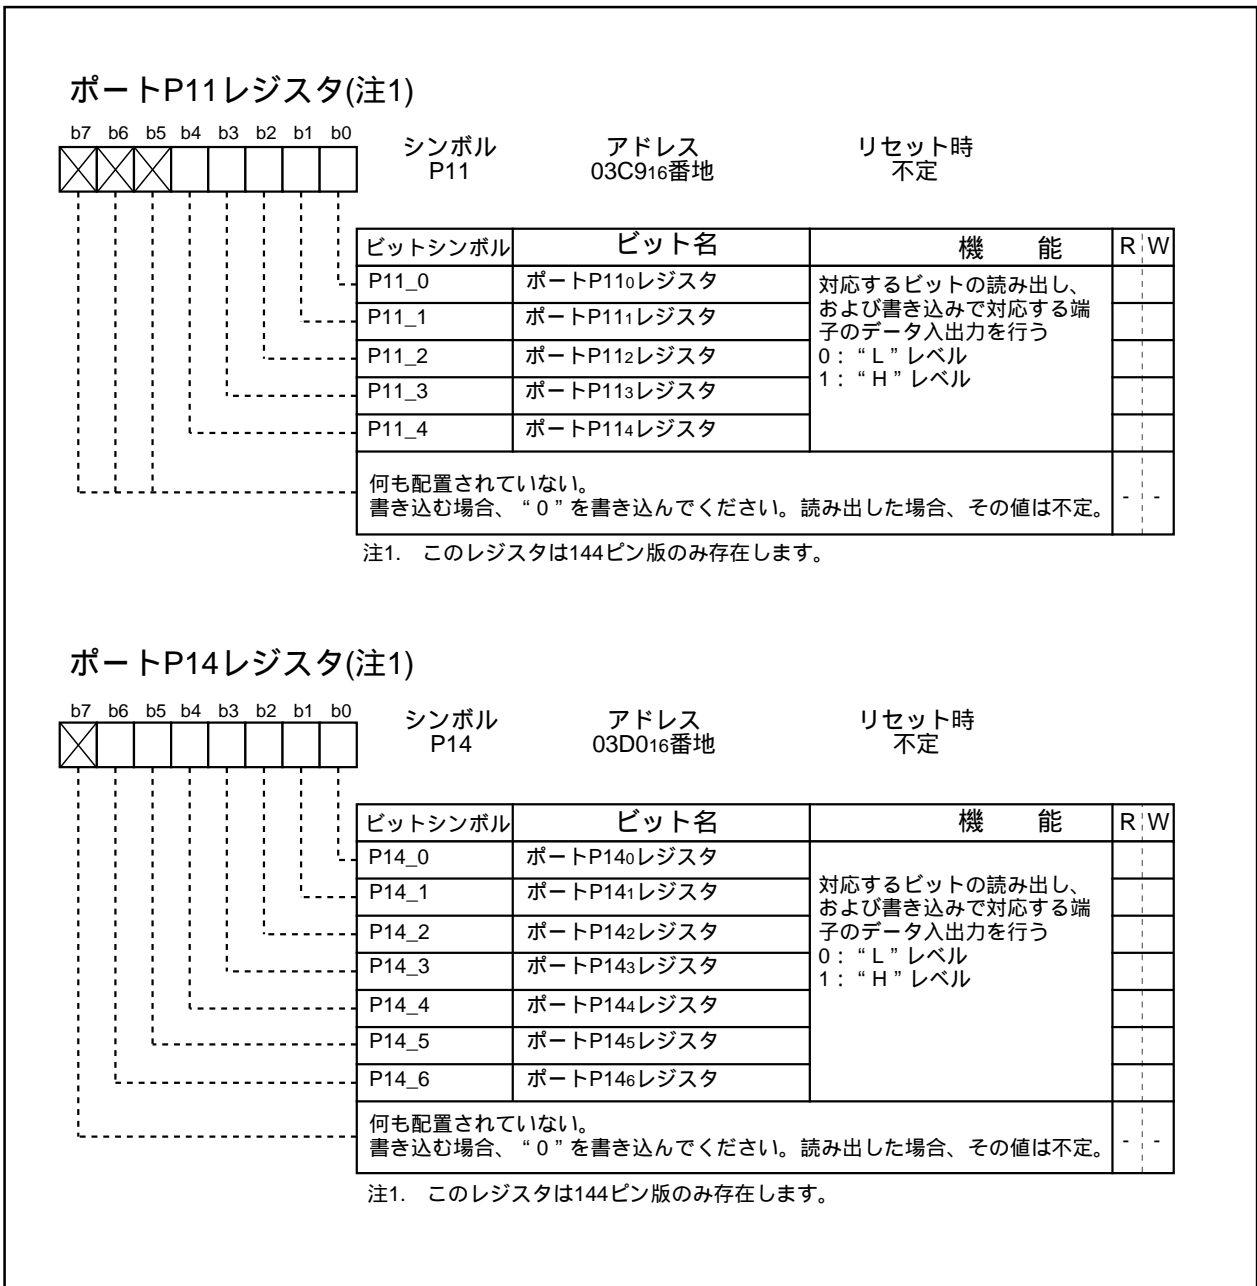 ポートP11レジスタ(注1)
b7 b6 b5 b4 b3 b2 b1 b0
シンボル アドレス リセット時
P11 03C916番地 不定
ビットシンボル ビット名 機 能 R W
P11_0 ポートP110レジスタ
P11_1 ポートP111レジスタ
P11_2 ポートP112レジスタ
P11_3 ポートP113レジスタ
P11_4 ポートP114レジスタ
対応するビットの読み出し、
および書き込みで対応する端
子のデータ入出力を行う
0:“L”レベル
1:“H”レベル
何も配置されていない。
書き込む場合、“0”を書き込んでください。読み出した場合、その値は不定。 - -
注1. このレジスタは144ピン版のみ存在します。
ポートP14レジスタ(注1)
b7 b6 b5 b4 b3 b2 b1 b0
シンボル アドレス リセット時
P14 03D016番地 不定
ビットシンボル ビット名 機 能 R W
P14_0 ポートP140レジスタ
P14_1 ポートP141レジスタ
P14_2 ポートP142レジスタ
P14_3 ポートP143レジスタ
P14_4 ポートP144レジスタ
P14_5 ポートP145レジスタ
P14_6 ポートP146レジスタ
対応するビットの読み出し、
および書き込みで対応する端
子のデータ入出力を行う
0:“L”レベル
1:“H”レベル
何も配置されていない。
書き込む場合、“0”を書き込んでください。読み出した場合、その値は不定。 - -
注1. このレジスタは144ピン版のみ存在します。